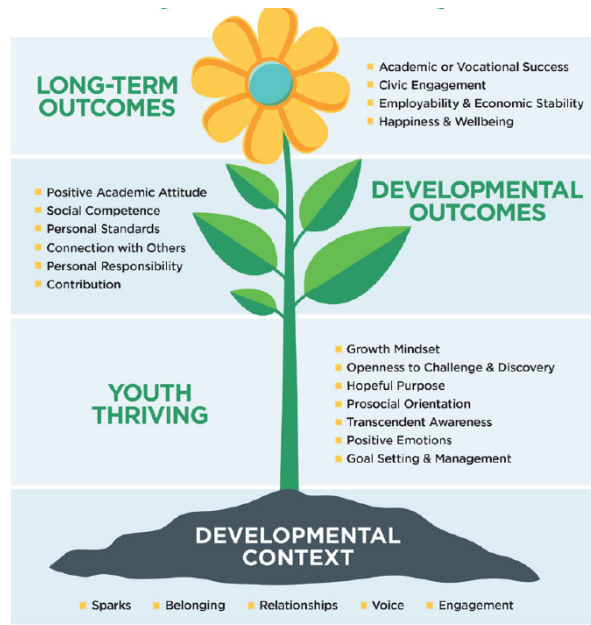 LONG-TERM
OUTCOMES
Academic or Vocational Success
Civic Engagement
Employability & Economic Stability
Happiness & Wellbeing
DEVELOPMENTAL
OUTCOMES
Positive Academic Attitude
Social Competence
Personal Standards
Connection with Others
Personal Responsibility
Contribution
YOUTH
THRIVING
Growth Mindset
Openness to Challenge & Discovery
Hopeful Purpose
Prosocial Orientation
Transcendent Awareness
Positive Emotions
Goal Setting & Management
DEVELOPMENTAL
CONTEXT
Sparks Belonging Relationships Voice Engagement